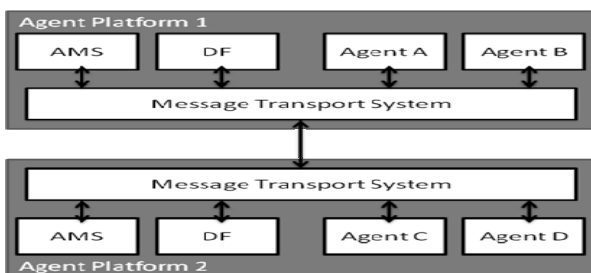 Agent Platform 1
AMS DF Agent A Agent B
Message Transport System
Message Transport System
AMS DF Agent C Agent D
Agent Platform 2